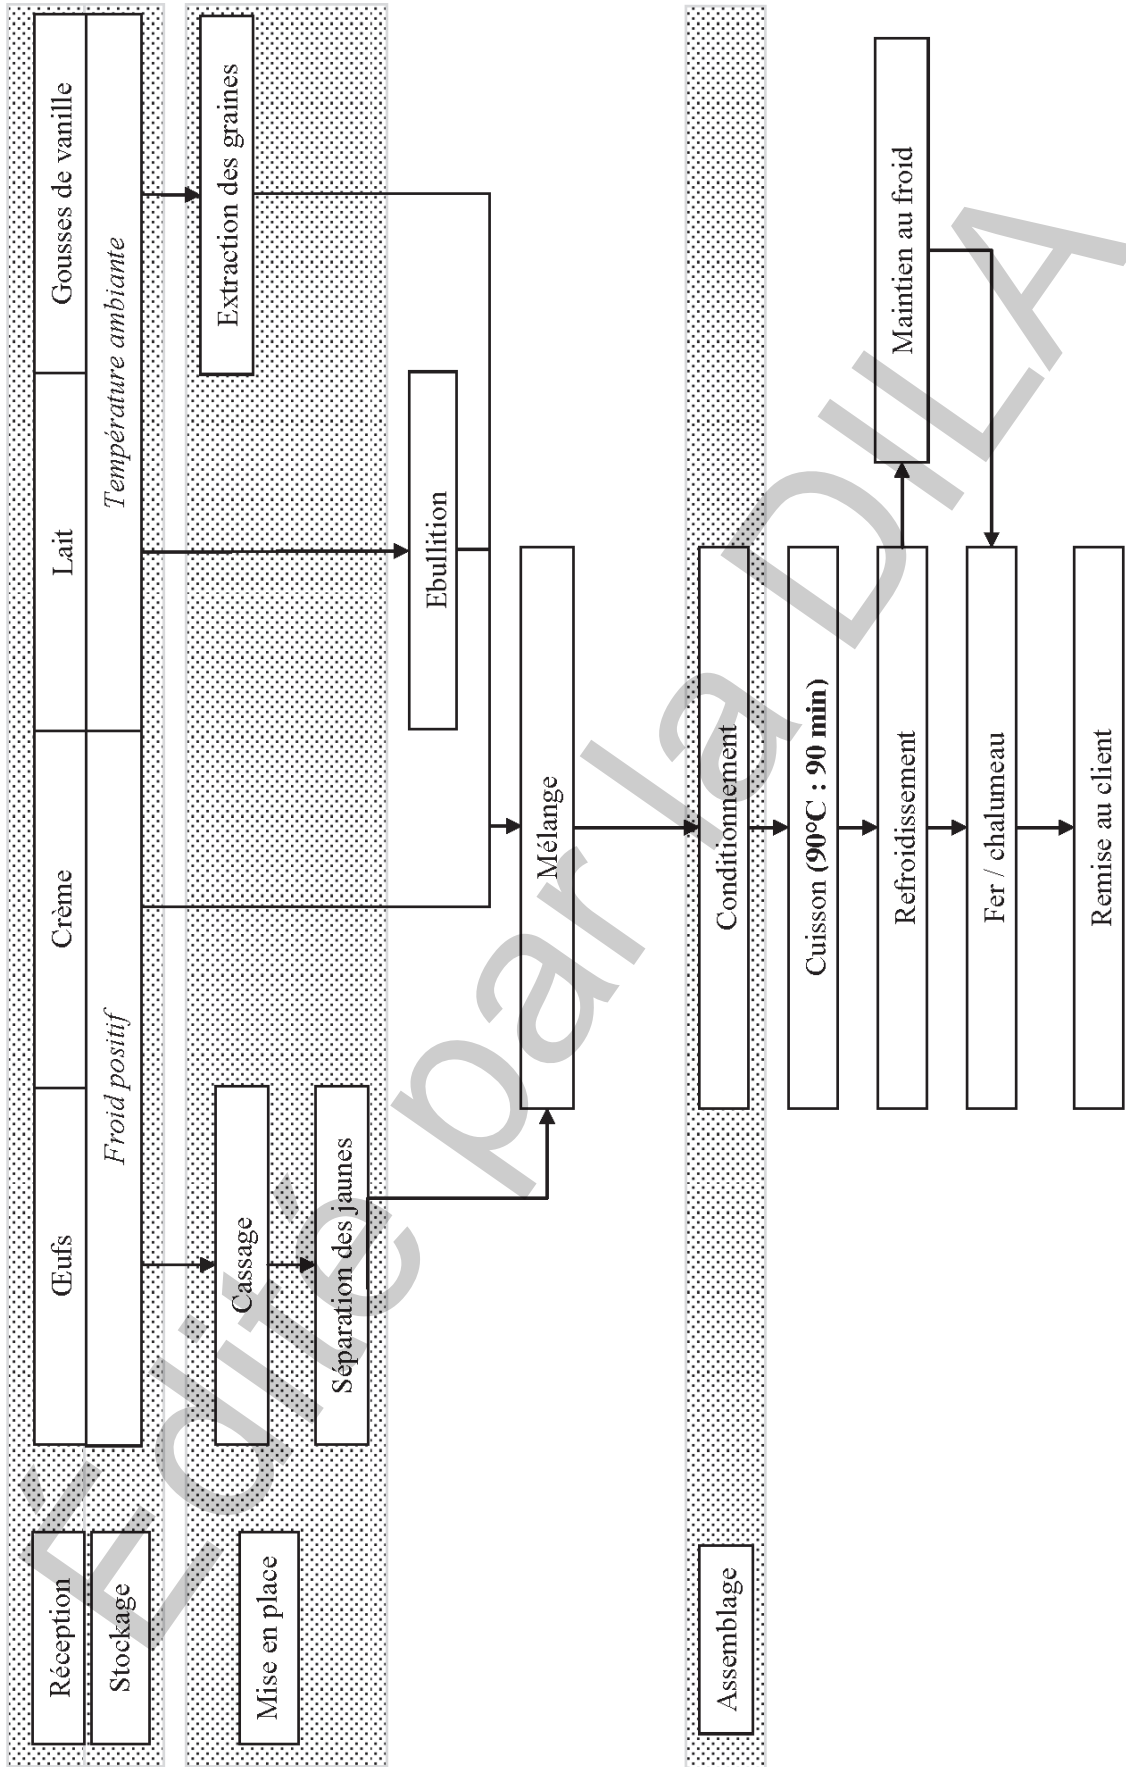 Réception
Œufs
Crème
Lait
Gousses de vanille
Stockage
Froid positif
Température ambiante
Mise en place
Cassage
Extraction des graines
Séparation des jaunes
Ebullition
Mélange
Assemblage
Conditionnement
Cuisson (90°C : 90 min)
Refroidissement
Maintien au froid
Fer / chalumeau
Remise au client
Édité par la DILA